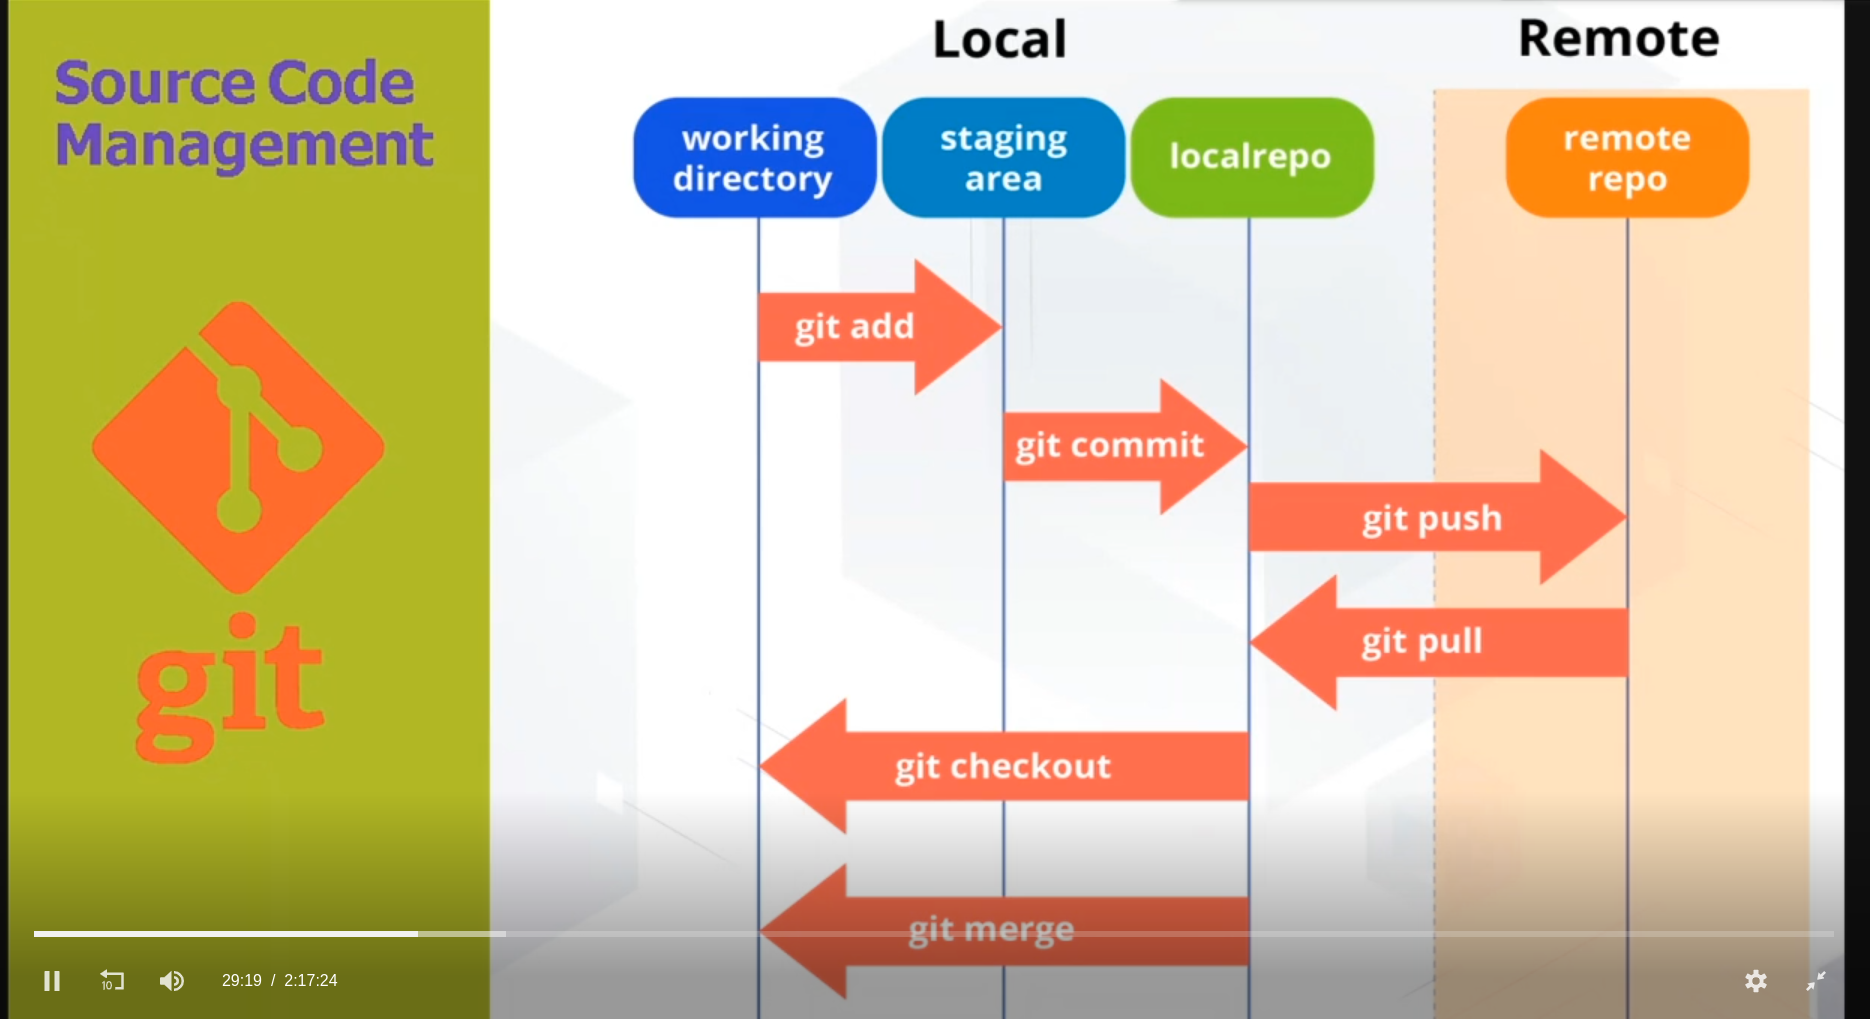 Source Code
Management
git
Local
Remote
working
directory
staging
area
localrepo
remote
repo
git add
git commit
git push
git pull
git checkout
git merge
10
29:19 / 2:17:24